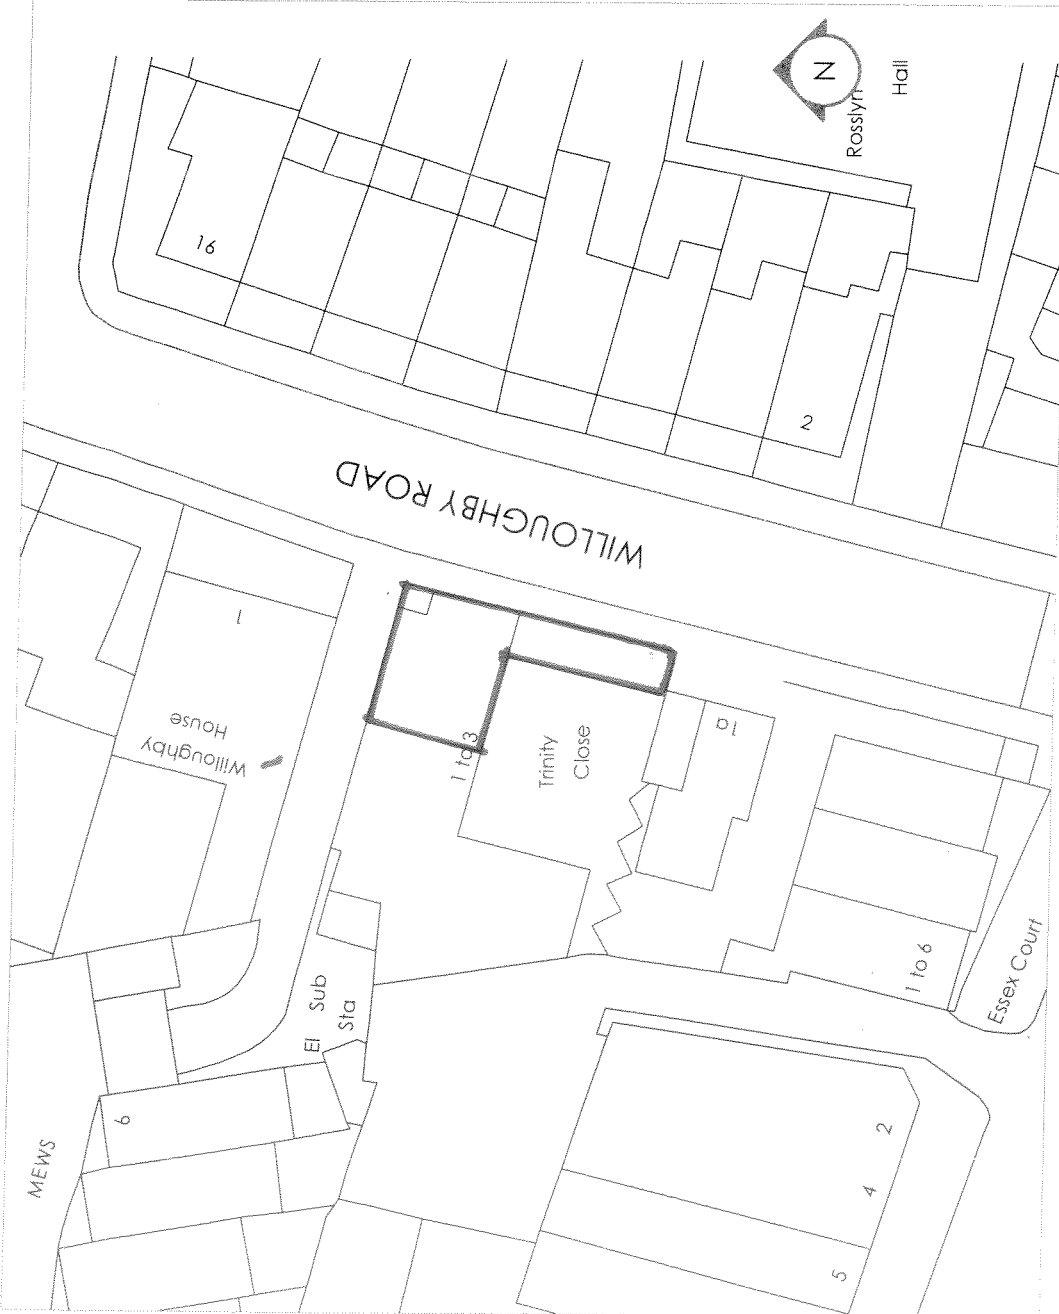 N
Rosslyn
Hall
16
2
WILLOUGHBY ROAD
1
Willoughby
House
1 to 3
Trinity
Close
1a
El Sub
Sta
1 to 6
Essex Court
MEWS
6
2
4
5